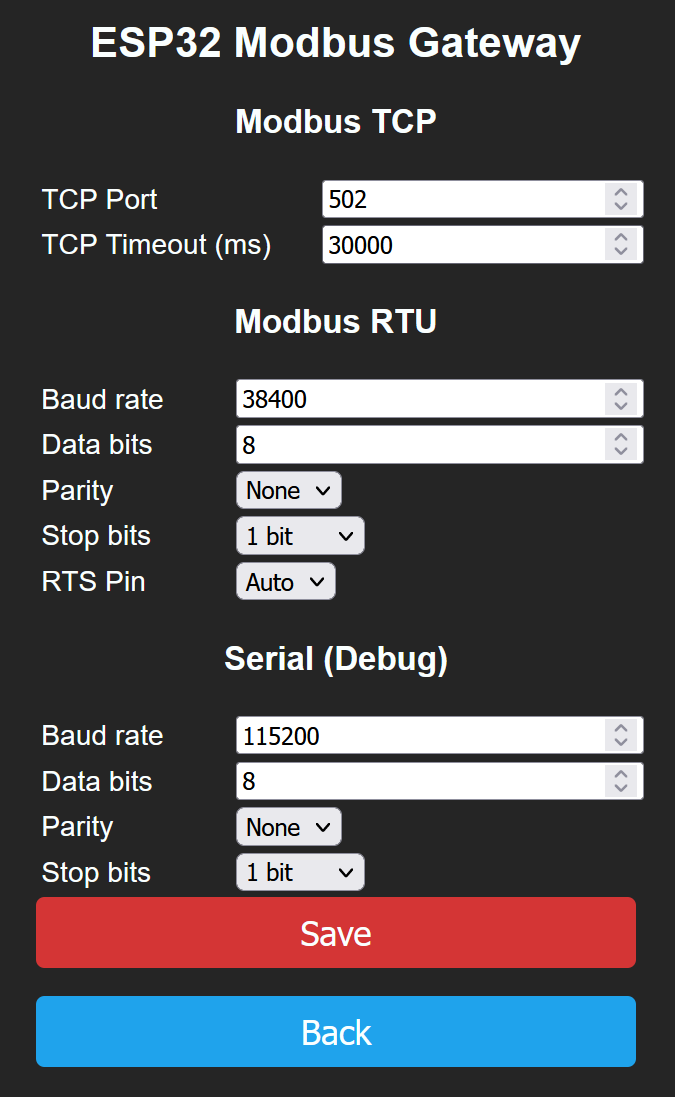 ESP32 Modbus Gateway
Modbus TCP
TCP Port 502
TCP Timeout (ms) 30000
Modbus RTU
Baud rate 38400
Data bits 8
Parity None
Stop bits 1 bit
RTS Pin Auto
Serial (Debug)
Baud rate 115200
Data bits 8
Parity None
Stop bits 1 bit
Save
Back